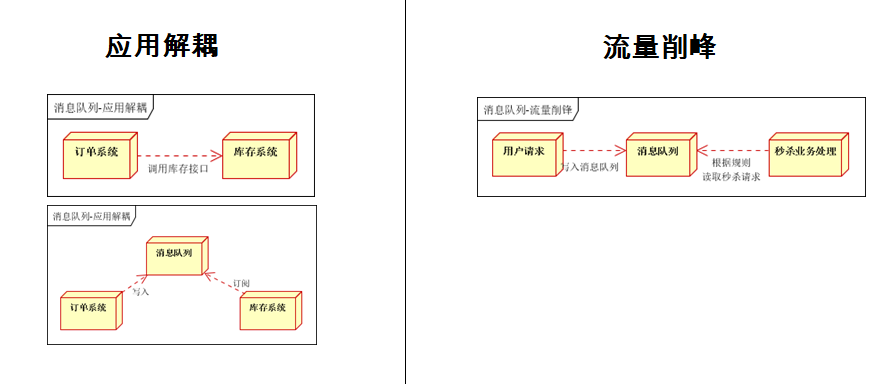 应用解耦
消息队列-应用解耦
订单系统
库存系统
调用库存接口
消息队列-应用解耦
消息队列
写入
订阅
订单系统
库存系统
流量削峰
消息队列-流量削锋
用户请求
消息队列
秒杀业务处理
写入消息队列
根据规则
读取秒杀请求